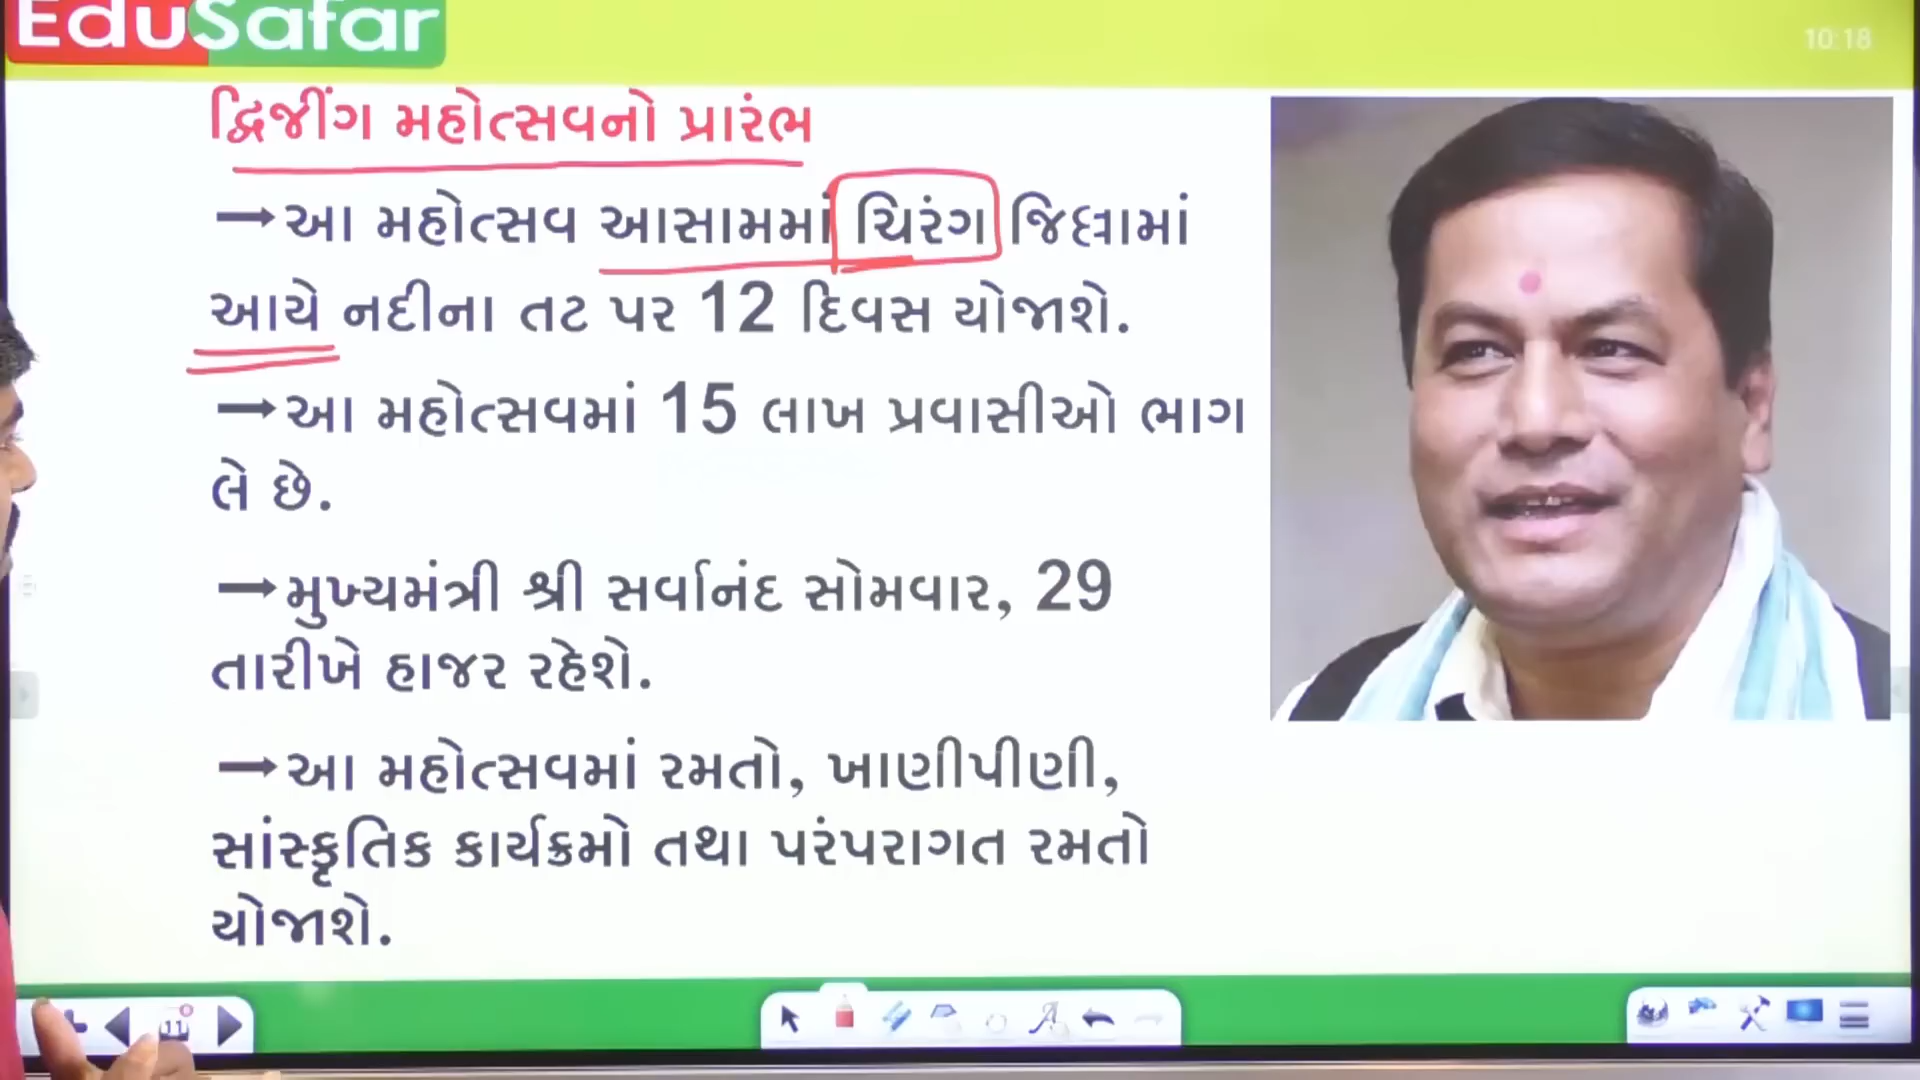 EduSafar
10:18
દ્વિજીંગ મહોત્સવનો પ્રારંભ
→આ મહોત્સવ આસામમાં ચિરંગ જિલ્લામાં
આયે નદીના તટ પર 12 દિવસ યોજાશે.
→આ મહોત્સવમાં 15 લાખ પ્રવાસીઓ ભાગ
લે છે.
→મુખ્યમંત્રી શ્રી સર્વાનંદ સોમવાર, 29
તારીખે હાજર રહેશે.
→આ મહોત્સવમાં રમતો, ખાણીપીણી,
સાંસ્કૃતિક કાર્યક્રમો તથા પરંપરાગત રમતો
યોજાશે.
11